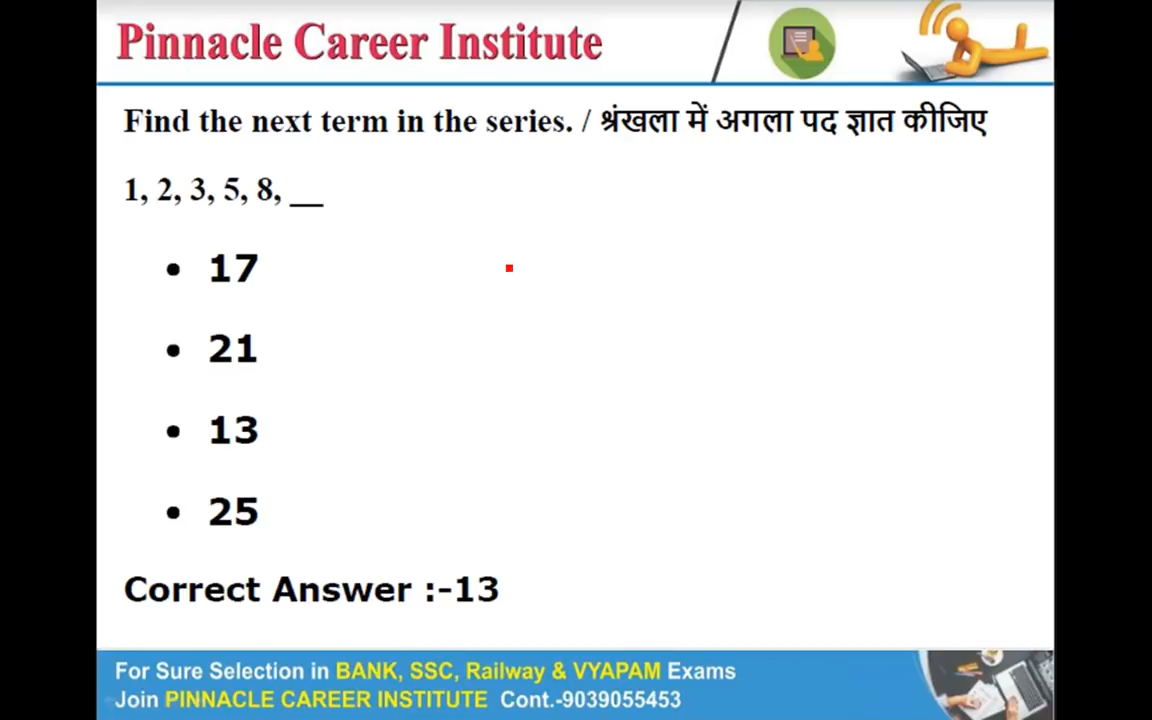 Pinnacle Career Institute
Find the next term in the series. / श्रंखला में अगला पद ज्ञात कीजिए
1, 2, 3, 5, 8, __
• 17
• 21
• 13
• 25
Correct Answer :-13
For Sure Selection in BANK, SSC, Railway & VYAPAM Exams
Join PINNACLE CAREER INSTITUTE Cont.-9039055453